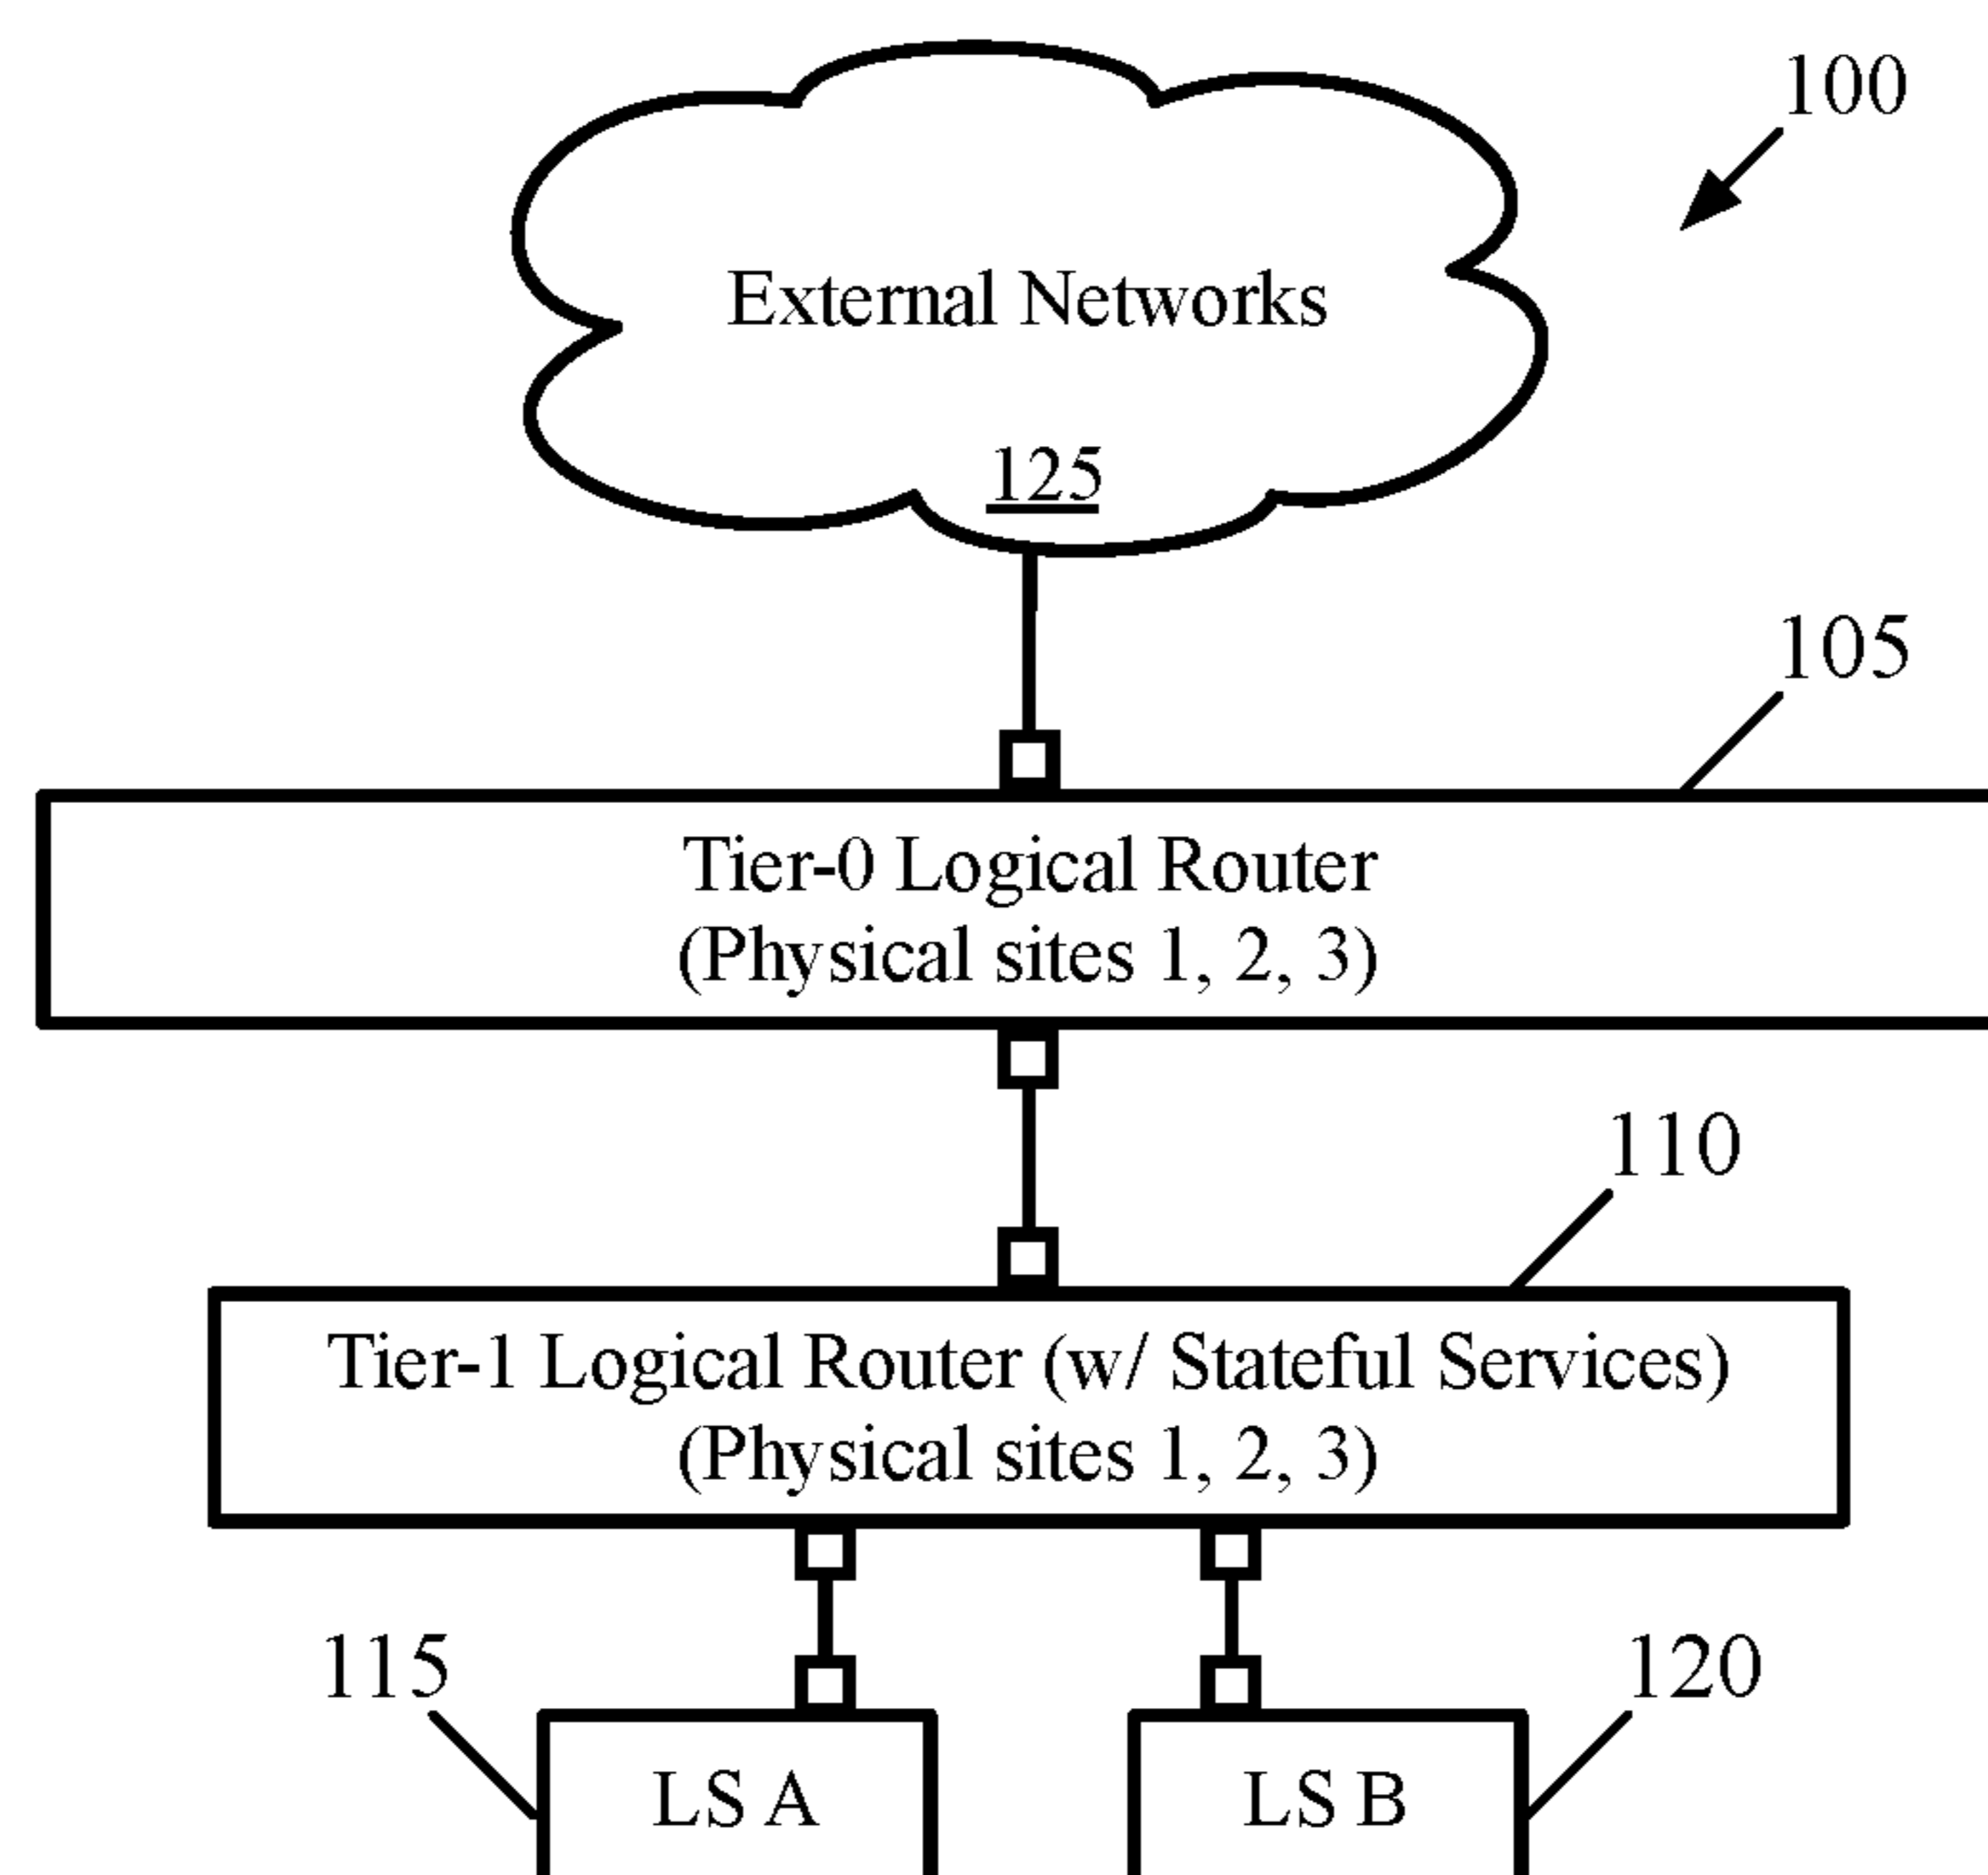 100
External Networks
125
105
Tier-0 Logical Router
(Physical sites 1, 2, 3)
110
Tier-1 Logical Router (w/ Stateful Services)
(Physical sites 1, 2, 3)
115
120
LS A
LS B